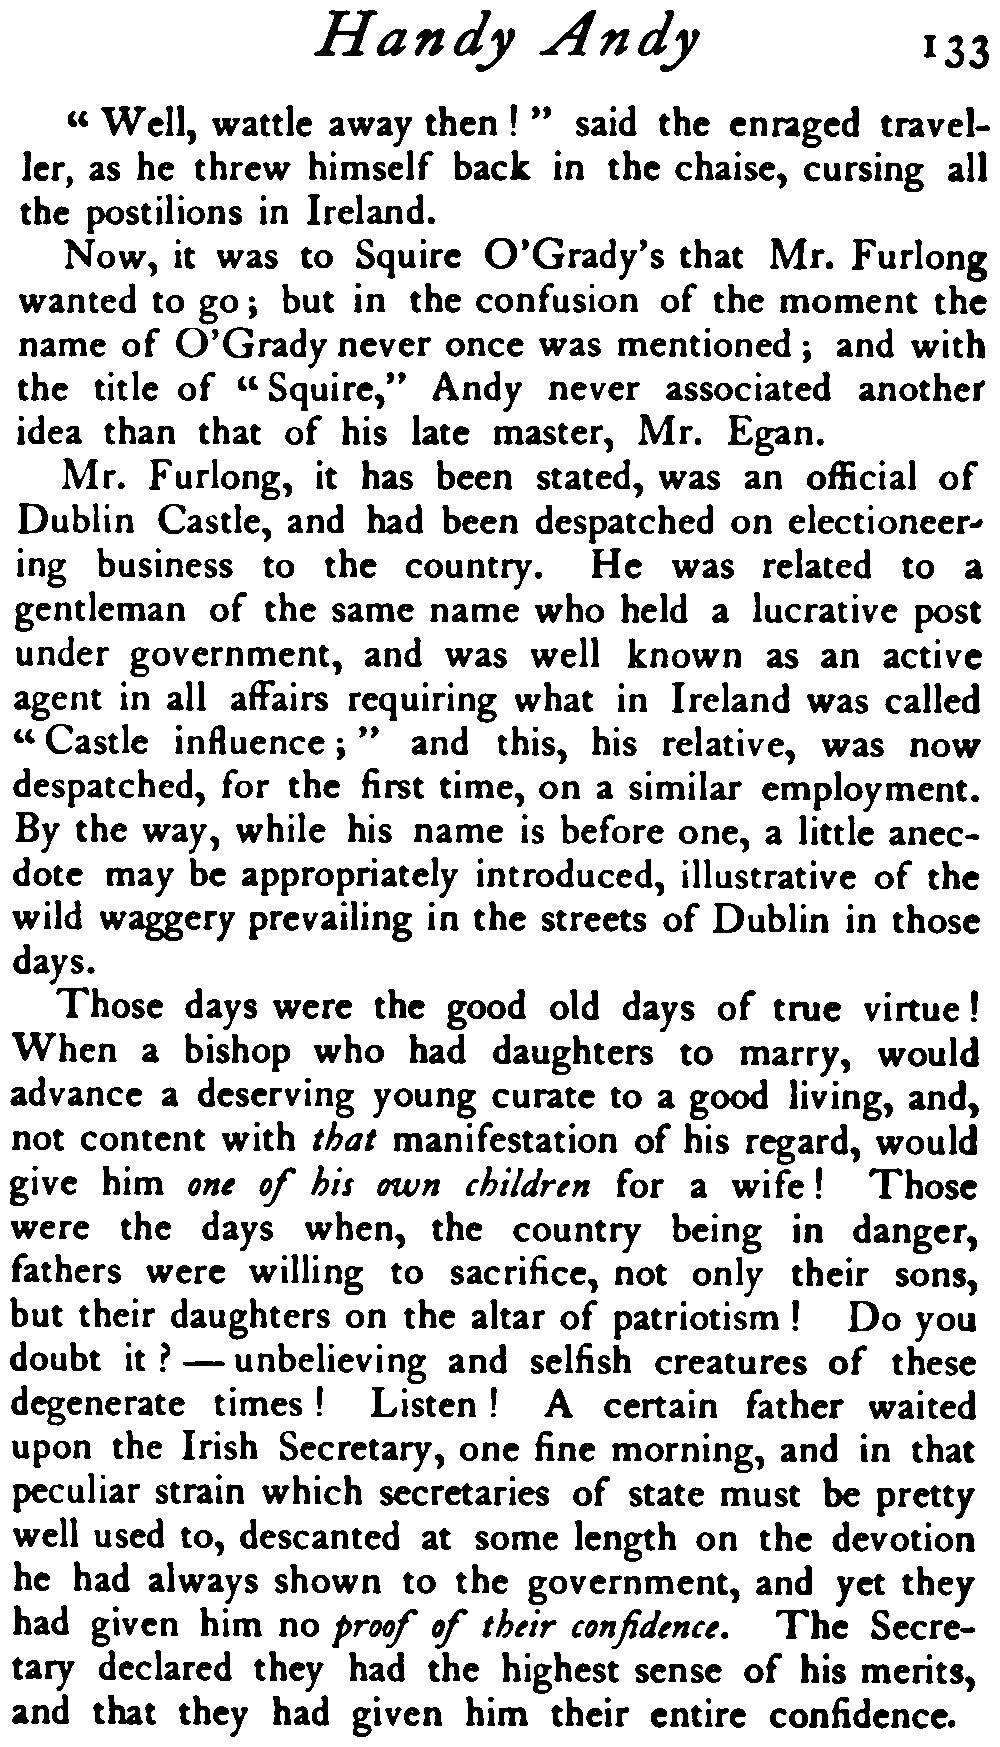 Handy Andy 133
“ Well, wattle away then ! ” said the enraged travel-
ler, as he threw himself back in the chaise, cursing all
the postilions in Ireland.
Now, it was to Squire O’Grady’s that Mr. Furlong
wanted to go ; but in the confusion of the moment the
name of O’Grady never once was mentioned ; and with
the title of “ Squire,” Andy never associated another
idea than that of his late master, Mr. Egan.
Mr. Furlong, it has been stated, was an official of
Dublin Castle, and had been despatched on electioneer-
ing business to the country. He was related to a
gentleman of the same name who held a lucrative post
under government, and was well known as an active
agent in all affairs requiring what in Ireland was called
“ Castle influence ; ” and this, his relative, was now
despatched, for the first time, on a similar employment.
By the way, while his name is before one, a little anec-
dote may be appropriately introduced, illustrative of the
wild waggery prevailing in the streets of Dublin in those
days.
Those days were the good old days of true virtue !
When a bishop who had daughters to marry, would
advance a deserving young curate to a good living, and,
not content with that manifestation of his regard, would
give him one of his own children for a wife ! Those
were the days when, the country being in danger,
fathers were willing to sacrifice, not only their sons,
but their daughters on the altar of patriotism ! Do you
doubt it ? — unbelieving and selfish creatures of these
degenerate times ! Listen ! A certain father waited
upon the Irish Secretary, one fine morning, and in that
peculiar strain which secretaries of state must be pretty
well used to, descanted at some length on the devotion
he had always shown to the government, and yet they
had given him no proof of their confidence. The Secre-
tary declared they had the highest sense of his merits,
and that they had given him their entire confidence.